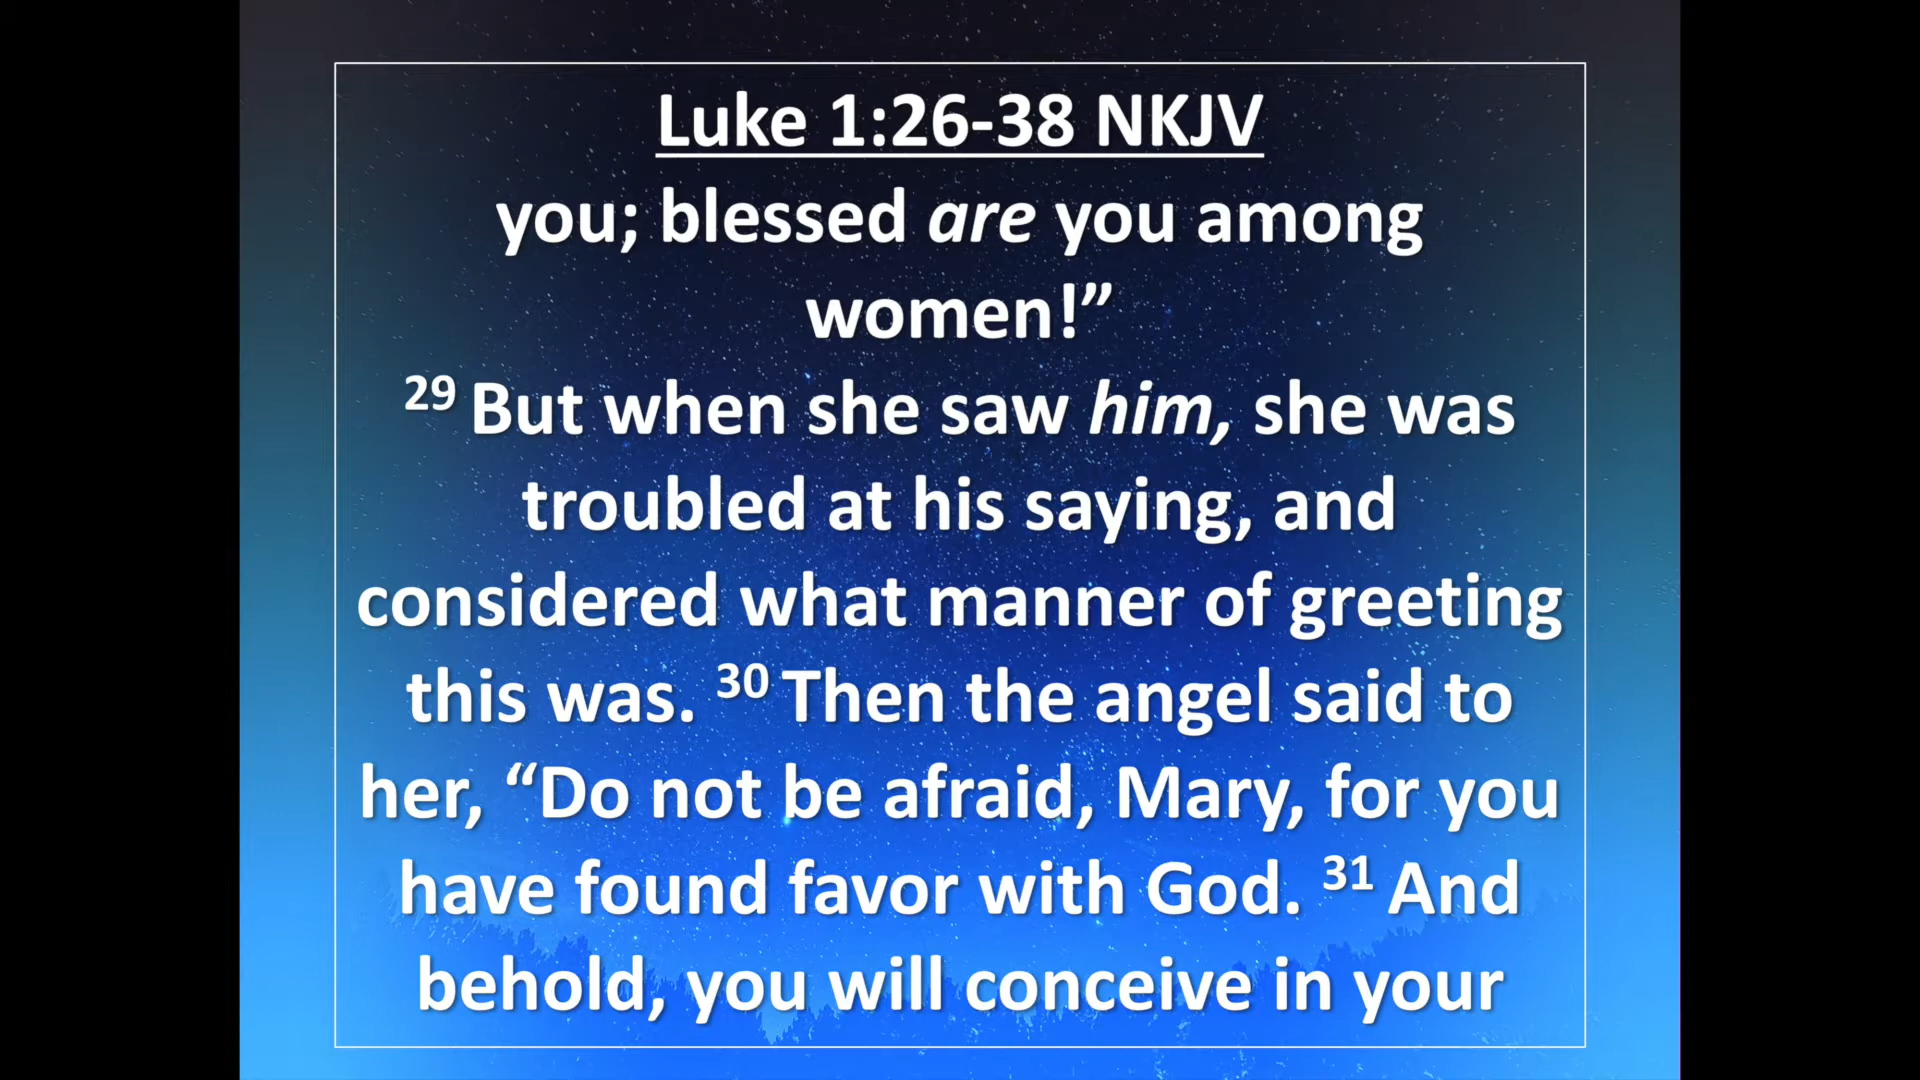 Luke 1:26-38 NKJV
you; blessed are you among
women!”
29 But when she saw him, she was
troubled at his saying, and
considered what manner of greeting
this was. 30 Then the angel said to
her, “Do not be afraid, Mary, for you
have found favor with God. 31 And
behold, you will conceive in your